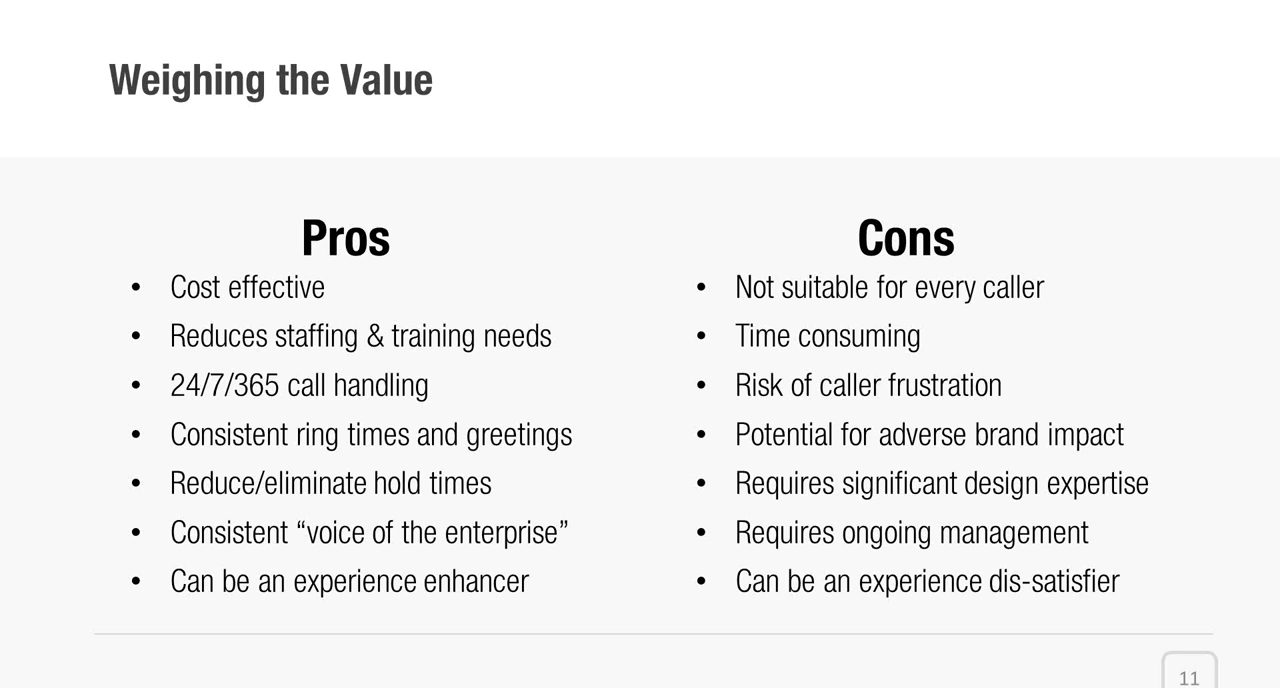 Weighing the Value
Pros
• Cost effective
• Reduces staffing & training needs
• 24/7/365 call handling
• Consistent ring times and greetings
• Reduce/eliminate hold times
• Consistent “voice of the enterprise”
• Can be an experience enhancer
Cons
• Not suitable for every caller
• Time consuming
• Risk of caller frustration
• Potential for adverse brand impact
• Requires significant design expertise
• Requires ongoing management
• Can be an experience dis-satisfier
11